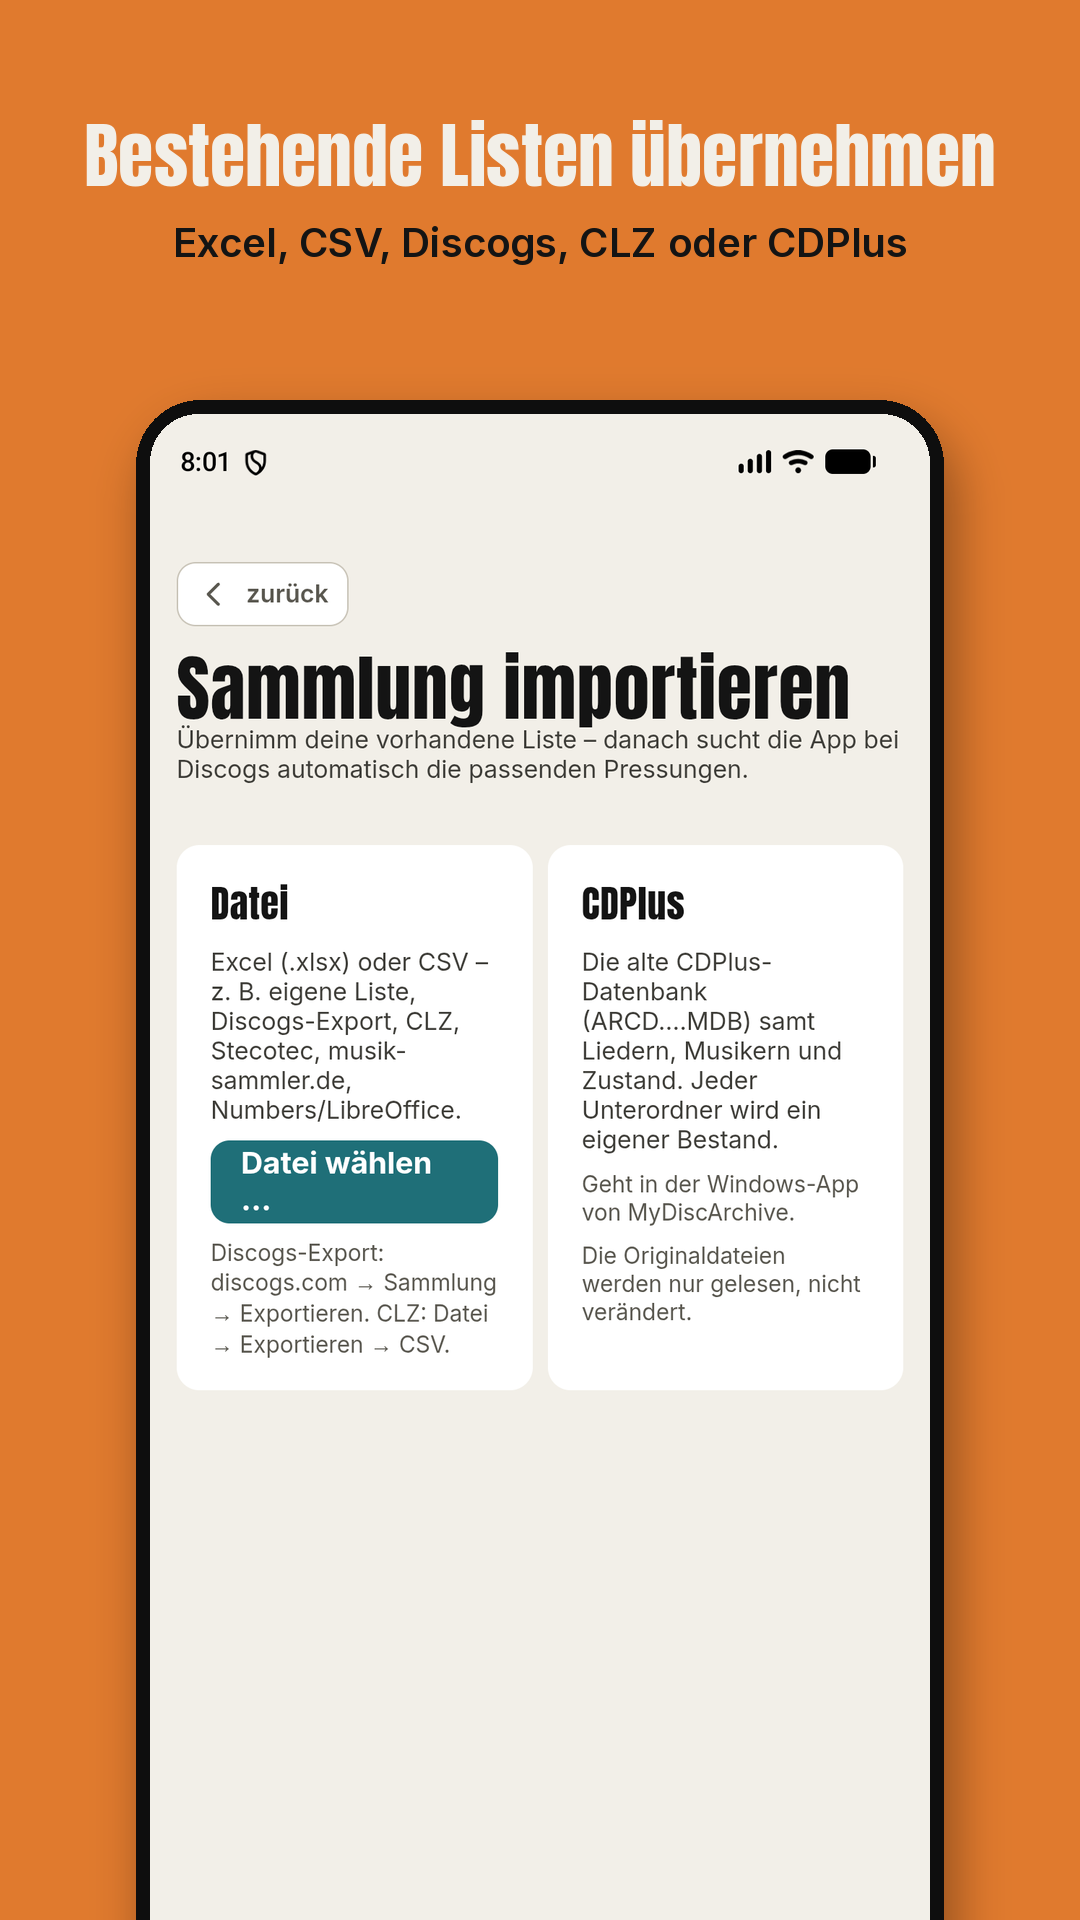 Bestehende Listen übernehmen
Excel, CSV, Discogs, CLZ oder CDPlus
8:01
zurück
Sammlung importieren
Übernimm deine vorhandene Liste – danach sucht die App bei
Discogs automatisch die passenden Pressungen.
Datei
Excel (.xlsx) oder CSV –
z. B. eigene Liste,
Discogs-Export, CLZ,
Stecotec, musik-
sammler.de,
Numbers/LibreOffice.
Datei wählen
...
Discogs-Export:
discogs.com → Sammlung
→ Exportieren. CLZ: Datei
→ Exportieren → CSV.
CDPlus
Die alte CDPlus-
Datenbank
(ARCD....MDB) samt
Liedern, Musikern und
Zustand. Jeder
Unterordner wird ein
eigener Bestand.
Geht in der Windows-App
von MyDiscArchive.
Die Originaldateien
werden nur gelesen, nicht
verändert.